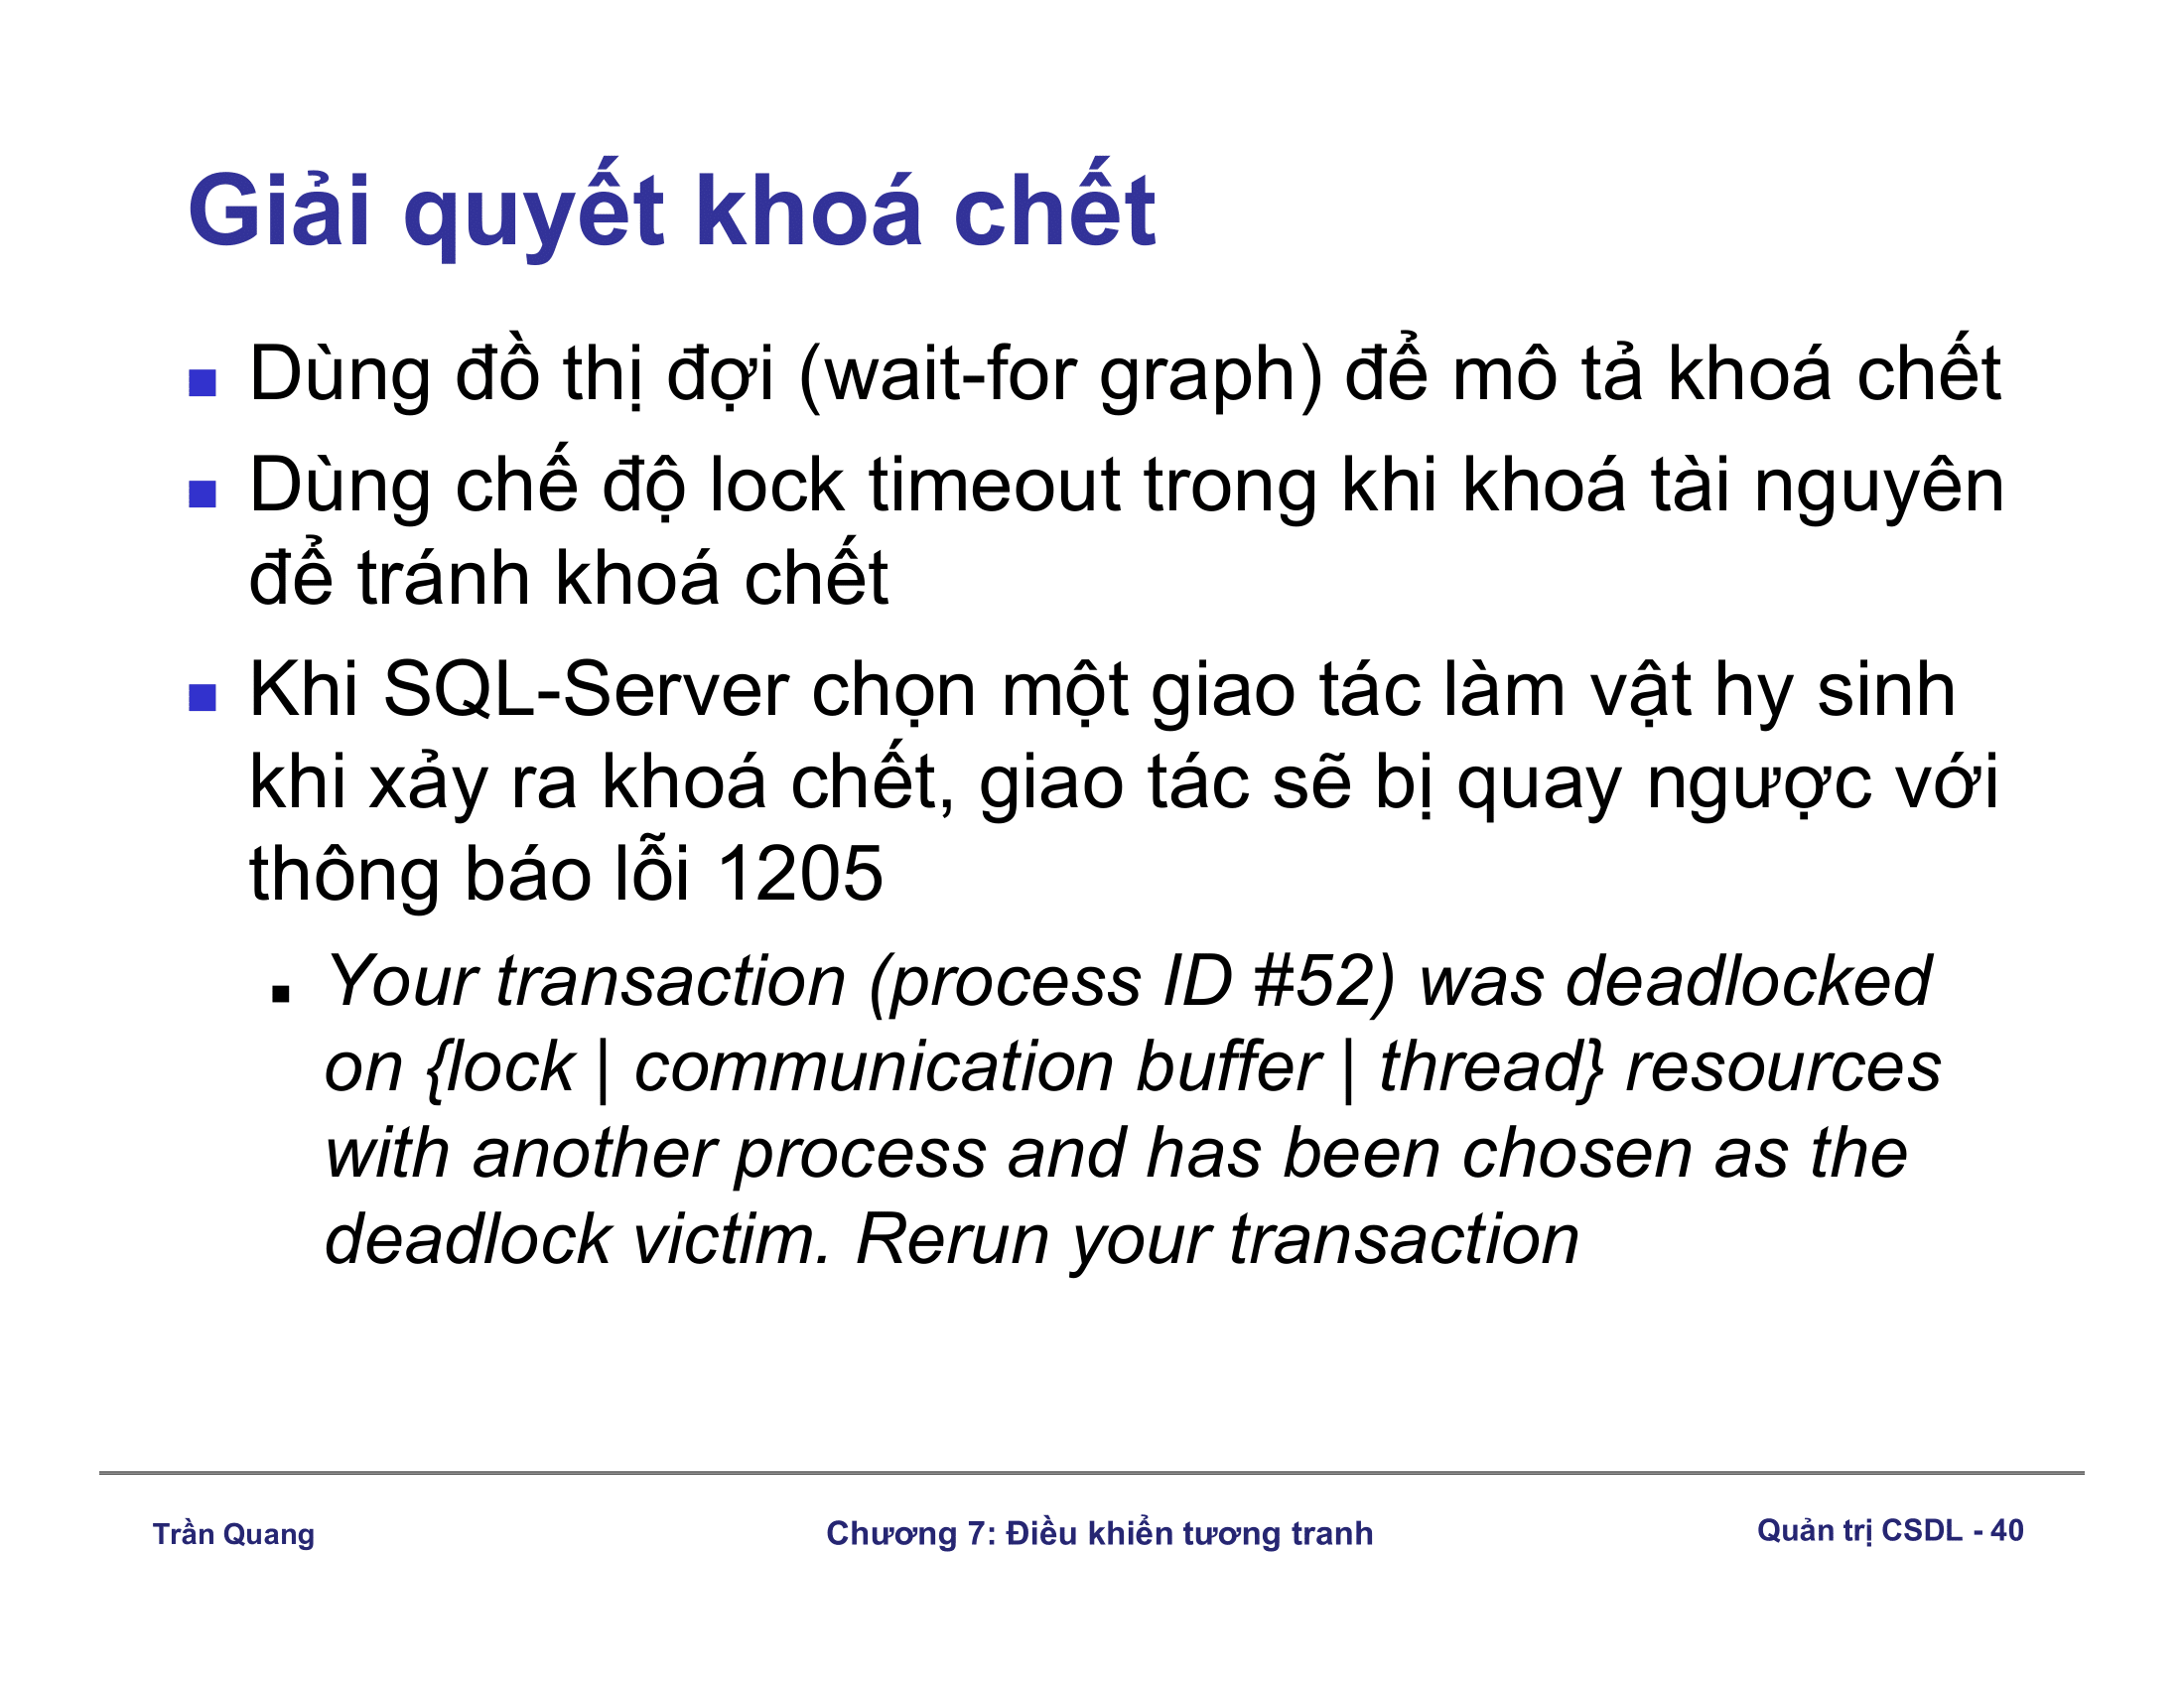 Giải quyết khoá chết
Dùng đồ thị đợi (wait-for graph) để mô tả khoá chết
Dùng chế độ lock timeout trong khi khoá tài nguyên
để tránh khoá chết
Khi SQL-Server chọn một giao tác làm vật hy sinh
khi xảy ra khoá chết, giao tác sẽ bị quay ngược với
thông báo lỗi 1205
Your transaction (process ID #52) was deadlocked
on {lock | communication buffer | thread} resources
with another process and has been chosen as the
deadlock victim. Rerun your transaction
Trần Quang
Chương 7: Điều khiển tương tranh
Quản trị CSDL - 40